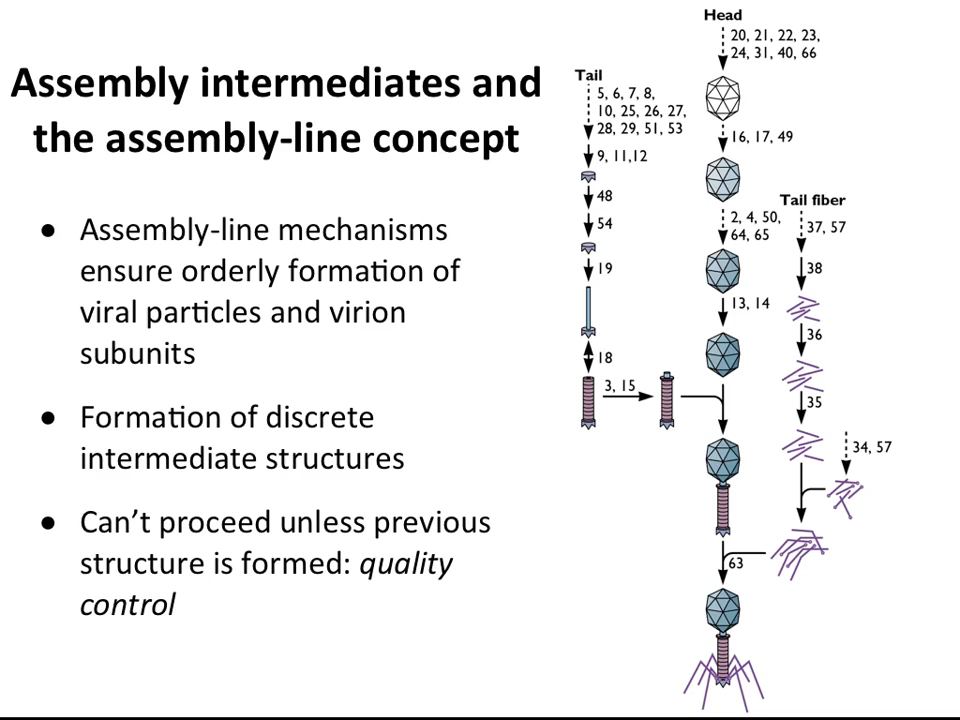 Assembly intermediates and
the assembly-line concept
● Assembly-line mechanisms
ensure orderly formation of
viral particles and virion
subunits
● Formation of discrete
intermediate structures
● Can’t proceed unless previous
structure is formed: quality
control
Tail
5, 6, 7, 8,
10, 25, 26, 27,
28, 29, 51, 53
9, 11,12
48
54
19
18
3, 15
Head
20, 21, 22, 23,
24, 31, 40, 66
16, 17, 49
2, 4, 50,
64, 65
13, 14
Tail fiber
37, 57
38
36
35
34, 57
63